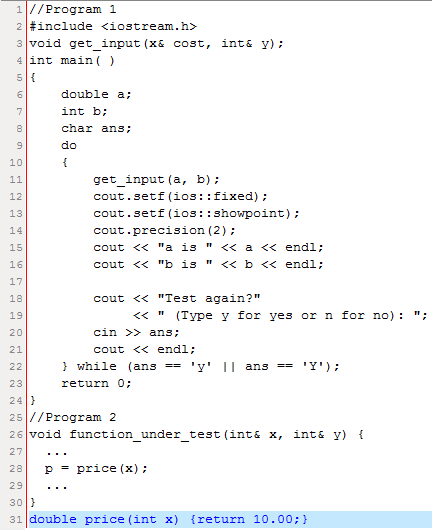 1 //Program 1
2 #include <iostream.h>
3 void get_input(x& cost, int& y);
4 int main( )
5 {
6     double a;
7     int b;
8     char ans;
9     do
10     {
11         get_input(a, b);
12         cout.setf(ios::fixed);
13         cout.setf(ios::showpoint);
14         cout.precision(2);
15         cout << "a is " << a << endl;
16         cout << "b is " << b << endl;
17
18         cout << "Test again?"
19              << " (Type y for yes or n for no): ";
20         cin >> ans;
21         cout << endl;
22     } while (ans == 'y' || ans == 'Y');
23     return 0;
24 }
25 //Program 2
26 void function_under_test(int& x, int& y) {
27   ...
28   p = price(x);
29   ...
30 }
31 double price(int x) {return 10.00;}